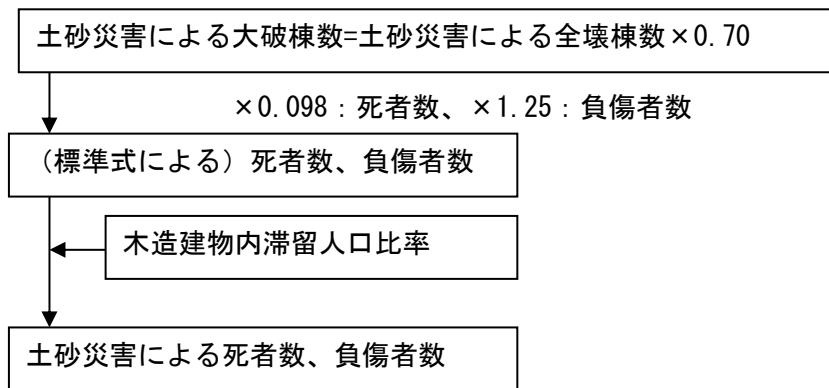 土砂災害による大破棟数=土砂災害による全壊棟数×0.70
×0.098：死者数、×1.25：負傷者数
（標準式による）死者数、負傷者数
木造建物内滞留人口比率
土砂災害による死者数、負傷者数